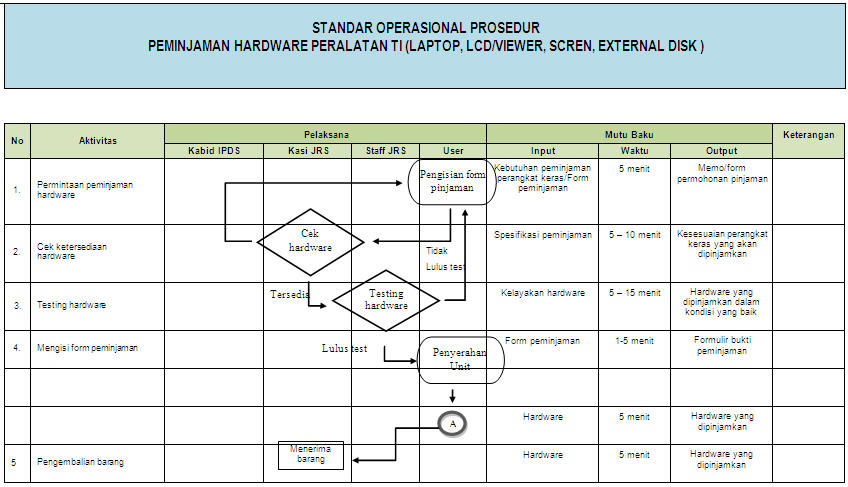 STANDAR OPERASIONAL PROSEDUR
PEMINJAMAN HARDWARE PERALATAN TI (LAPTOP, LCD/VIEWER, SCREN, EXTERNAL DISK )
No
Aktivitas
Pelaksana
Mutu Baku
Keterangan
Kabid IPDS
Kasi JRS
Staff JRS
User
Input
Waktu
Output
1.
Permintaan peminjaman
hardware
Pengisian form
pinjaman
Kebutuhan peminjaman
perangkat keras/Form
peminjaman
5 menit
Memo/form
permohonan pinjaman
2.
Cek ketersediaan
hardware
Cek
hardware
Tidak
Lulus test
Spesifikasi peminjaman
5 – 10 menit
Kesesuaian perangkat
keras yang akan
dipinjamkan
3.
Testing hardware
Tersedia
Testing
hardware
Kelayakan hardware
5 – 15 menit
Hardware yang
dipinjamkan dalam
kondisi yang baik
4.
Mengisi form peminjaman
Lulus test
Penyerahan
Unit
Form peminjaman
1-5 menit
Formulir bukti
peminjaman
A
Hardware
5 menit
Hardware yang
dipinjamkan
5
Pengembalian barang
Menerima
barang
Hardware
5 menit
Hardware yang
dipinjamkan